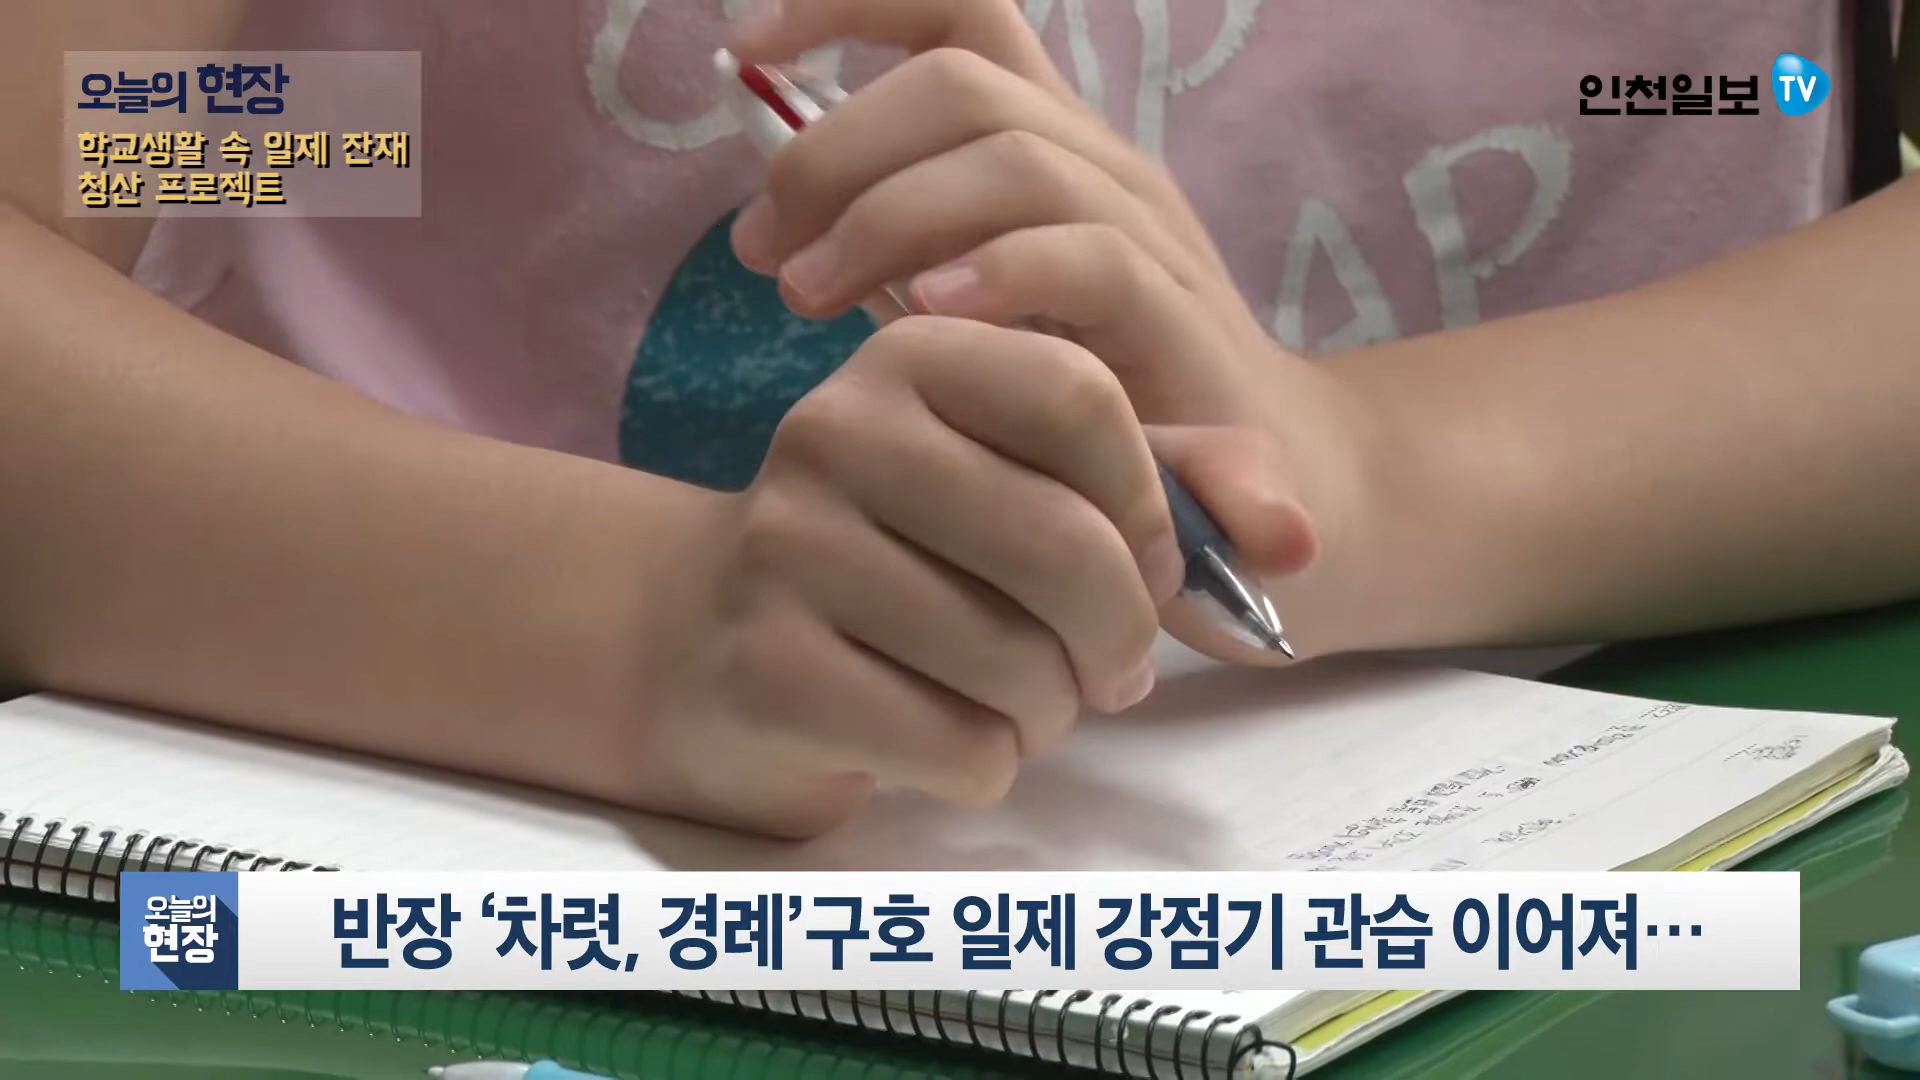 오늘의 현장
학교생활 속 일제 잔재
청산 프로젝트
인천일보 TV
AP
오늘의
현장
반장 ‘차렷, 경례’구호 일제 강점기 관습 이어져…